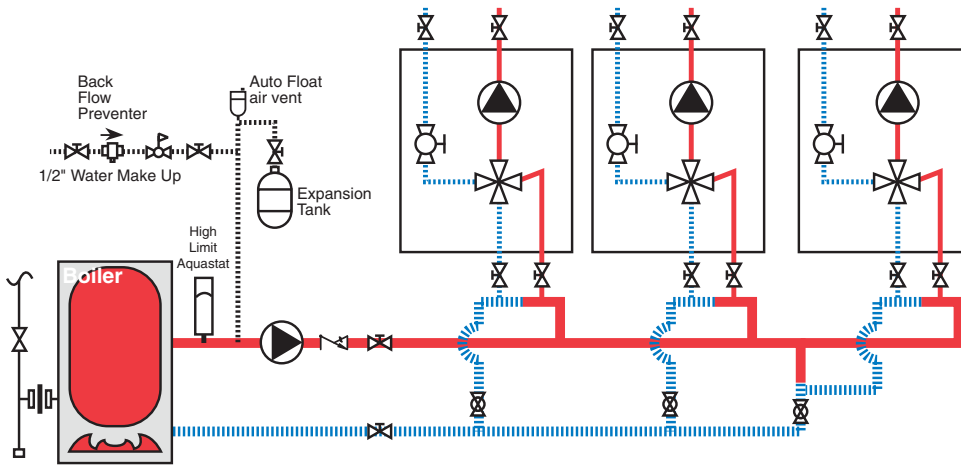 Back
Flow
Preventer
Auto Float
air vent
1/2" Water Make Up
Expansion
Tank
High
Limit
Aquastat
Boiler